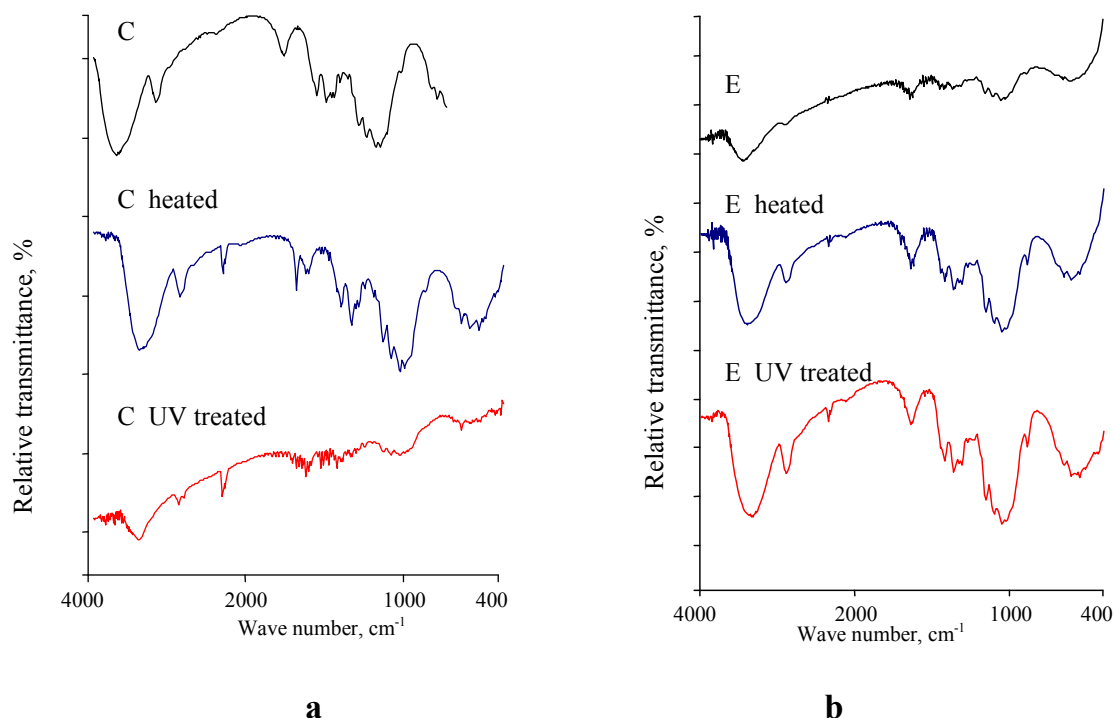 C
C heated
C UV treated
Relative transmittance, %
4000 2000 1000 400
Wave number, cm-1
a
E
E heated
E UV treated
Relative transmittance, %
4000 2000 1000 400
Wave number, cm-1
b